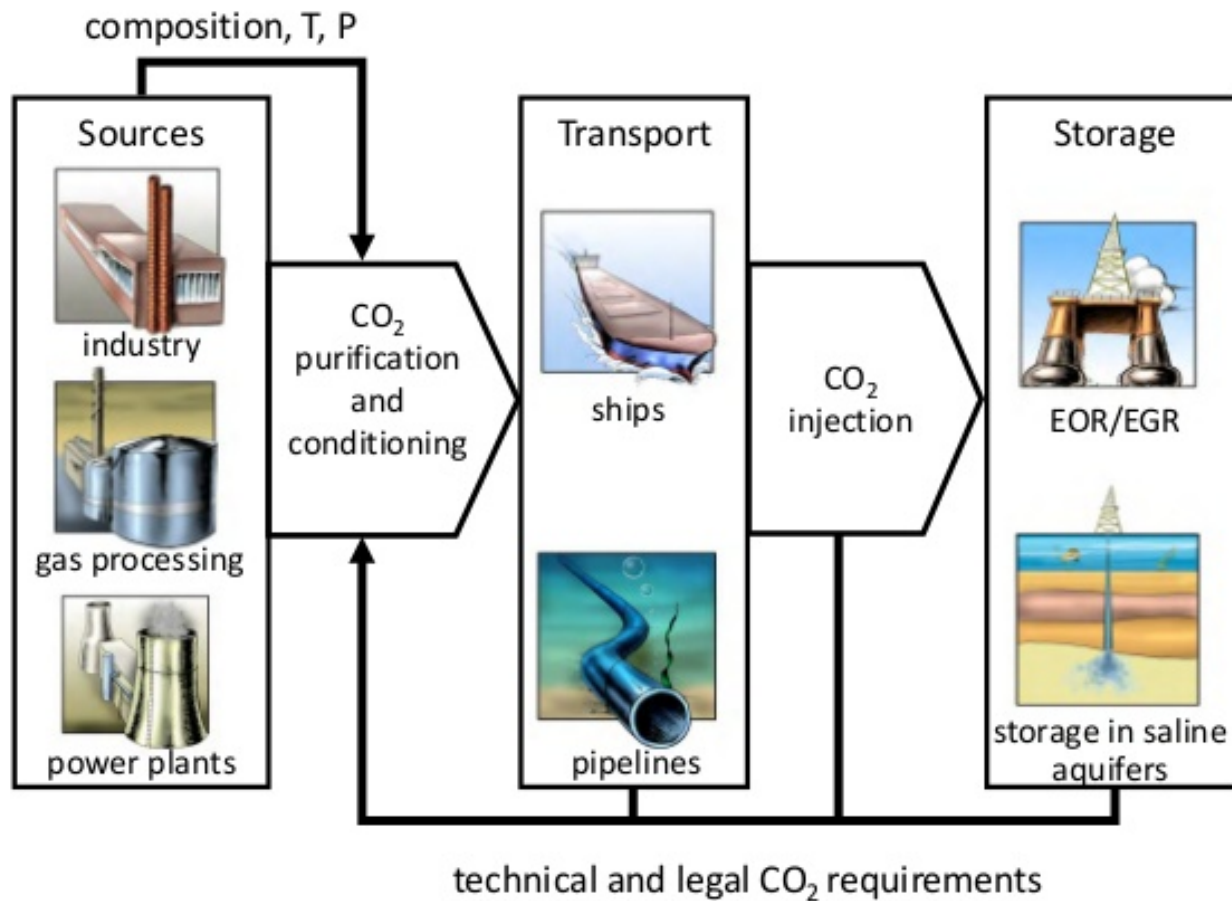 composition, T, P
Sources
industry
gas processing
power plants
CO₂
purification
and
conditioning
Transport
ships
pipelines
CO₂
injection
Storage
EOR/EGR
storage in saline
aquifers
technical and legal CO₂ requirements